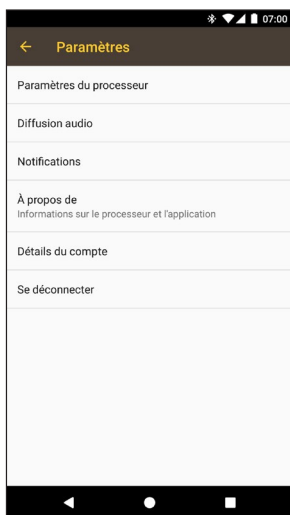 07:00
Paramètres
Paramètres du processeur
Diffusion audio
Notifications
À propos de
Informations sur le processeur et l'application
Détails du compte
Se déconnecter